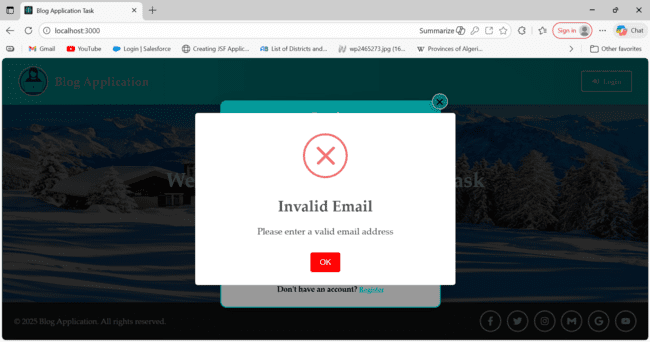 Blog Application Task
localhost:3000
Summarize
Sign in
Chat
Gmail
YouTube
Login | Salesforce
Creating JSF Applic...
List of Districts and...
wp2465273.jpg (16...
Provinces of Algeri...
Other favorites
Blog Application
Login
We
sk
Invalid Email
Please enter a valid email address
OK
Don't have an account? Register
© 2025 Blog Application. All rights reserved.